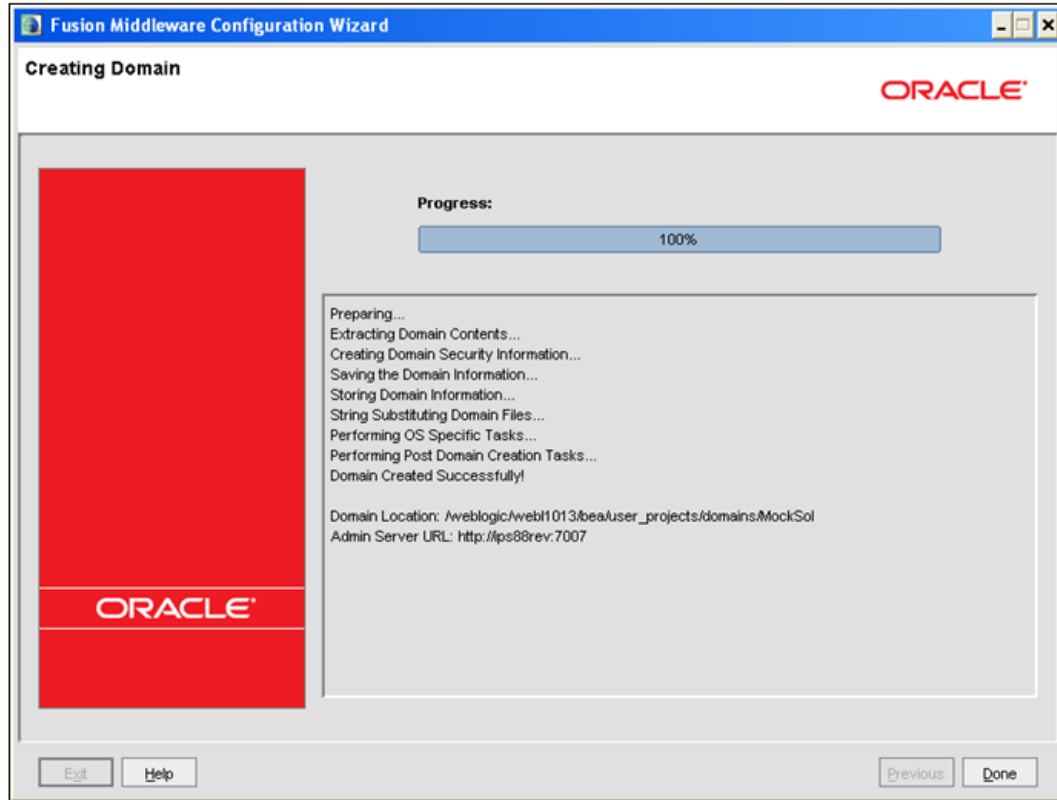 Fusion Middleware Configuration Wizard
Creating Domain
ORACLE
Progress:
100%
Preparing...
Extracting Domain Contents...
Creating Domain Security Information...
Saving the Domain Information...
Storing Domain Information...
String Substituting Domain Files...
Performing OS Specific Tasks...
Performing Post Domain Creation Tasks...
Domain Created Successfully!
Domain Location: /weblogic/webl1013/bea/user_projects/domains/MockSol
Admin Server URL: http://ips88rev:7007
ORACLE
Exit Help Previous Done